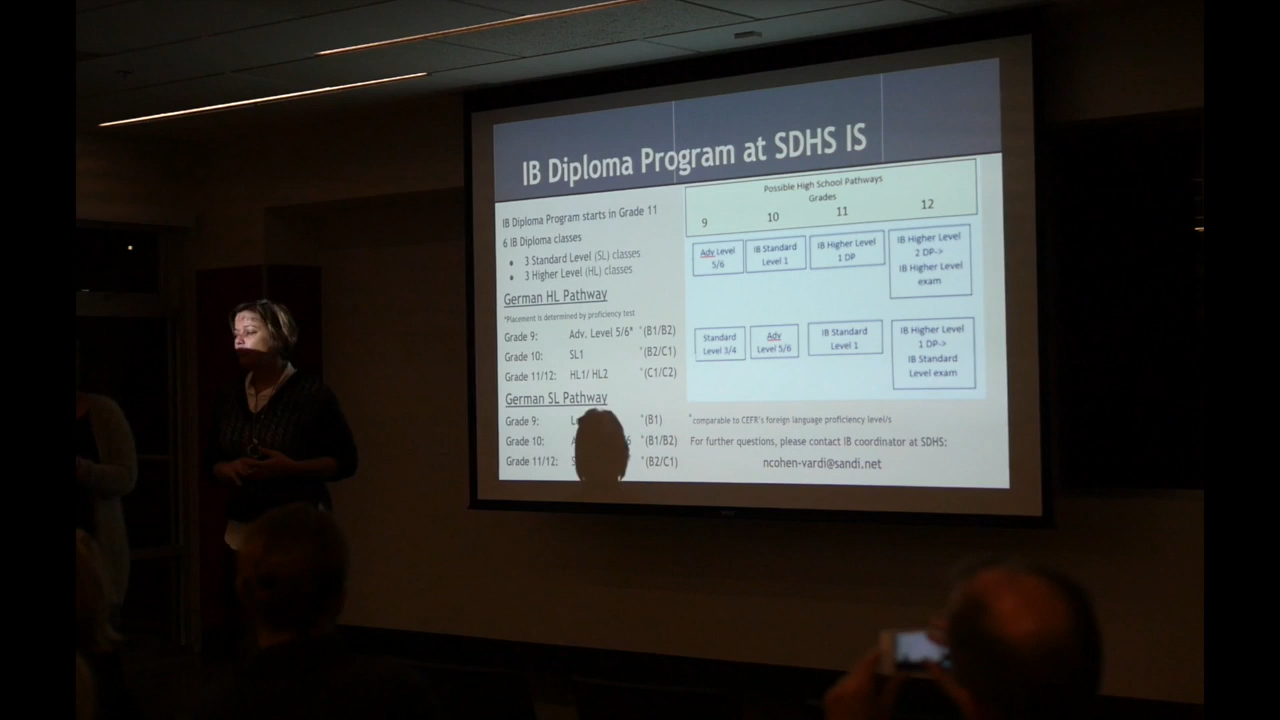 IB Diploma Program at SDHS IS
IB Diploma Program starts in Grade 11
6 IB Diploma classes
• 3 Standard Level (SL) classes
• 3 Higher Level (HL) classes
German HL Pathway
*Placement is determined by proficiency test
Grade 9: Adv. Level 5/6* *(B1/B2)
Grade 10: SL1 *(B2/C1)
Grade 11/12: HL1/ HL2 *(C1/C2)
German SL Pathway
Grade 9: *(B1)
Grade 10: *(B1/B2)
Grade 11/12: *(B2/C1)
Possible High School Pathways
Grades
9 10 11 12
Adv Level
5/6
IB Standard
Level 1
IB Higher Level
1 DP
IB Higher Level
2 DP->
IB Higher Level
exam
Standard
Level 3/4
Adv
Level 5/6
IB Standard
Level 1
IB Higher Level
1 DP->
IB Standard
Level exam
*comparable to CEFR's foreign language proficiency level/s
For further questions, please contact IB coordinator at SDHS:
ncohen-vardi@sandi.net